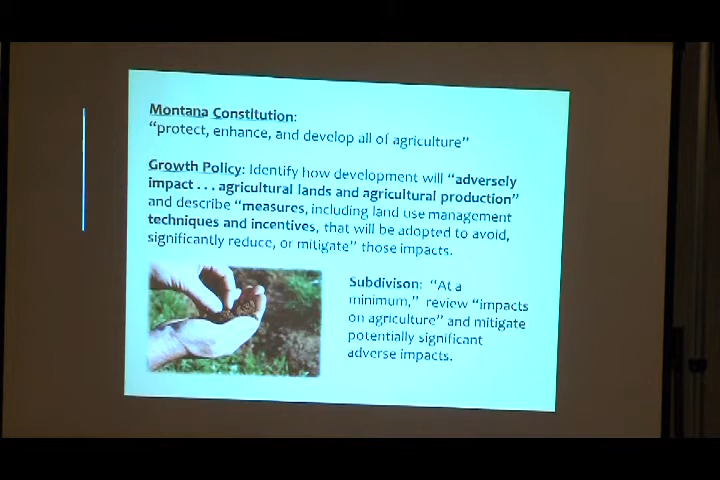 Montana Constitution:
“protect, enhance, and develop all of agriculture”
Growth Policy: Identify how development will “adversely
impact . . . agricultural lands and agricultural production”
and describe “measures, including land use management
techniques and incentives, that will be adopted to avoid,
significantly reduce, or mitigate” those impacts.
Subdivison: “At a
minimum,” review “impacts
on agriculture” and mitigate
potentially significant
adverse impacts.